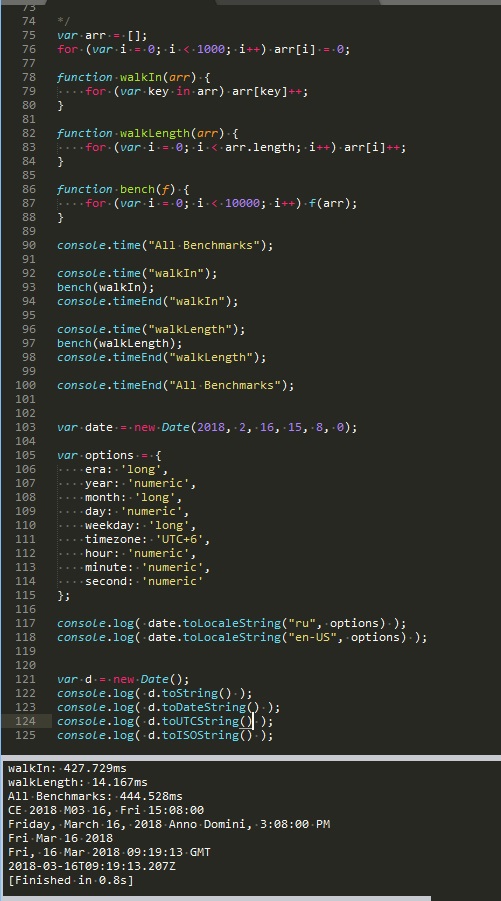 73
74 */
75 var arr = [];
76 for (var i = 0; i < 1000; i++) arr[i] = 0;
77
78 function walkIn(arr) {
79     for (var key in arr) arr[key]++;
80 }
81
82 function walkLength(arr) {
83     for (var i = 0; i < arr.length; i++) arr[i]++;
84 }
85
86 function bench(f) {
87     for (var i = 0; i < 10000; i++) f(arr);
88 }
89
90 console.time("All Benchmarks");
91
92 console.time("walkIn");
93 bench(walkIn);
94 console.timeEnd("walkIn");
95
96 console.time("walkLength");
97 bench(walkLength);
98 console.timeEnd("walkLength");
99
100 console.timeEnd("All Benchmarks");
101
102
103 var date = new Date(2018, 2, 16, 15, 8, 0);
104
105 var options = {
106     era: 'long',
107     year: 'numeric',
108     month: 'long',
109     day: 'numeric',
110     weekday: 'long',
111     timezone: 'UTC+6',
112     hour: 'numeric',
113     minute: 'numeric',
114     second: 'numeric'
115 };
116
117 console.log( date.toLocaleString("ru", options) );
118 console.log( date.toLocaleString("en-US", options) );
119
120
121 var d = new Date();
122 console.log( d.toString() );
123 console.log( d.toDateString() );
124 console.log( d.toUTCString() );
125 console.log( d.toISOString() );
walkIn: 427.729ms
walkLength: 14.167ms
All Benchmarks: 444.528ms
CE 2018 M03 16, Fri 15:08:00
Friday, March 16, 2018 Anno Domini, 3:08:00 PM
Fri Mar 16 2018
Fri, 16 Mar 2018 09:19:13 GMT
2018-03-16T09:19:13.207Z
[Finished in 0.8s]